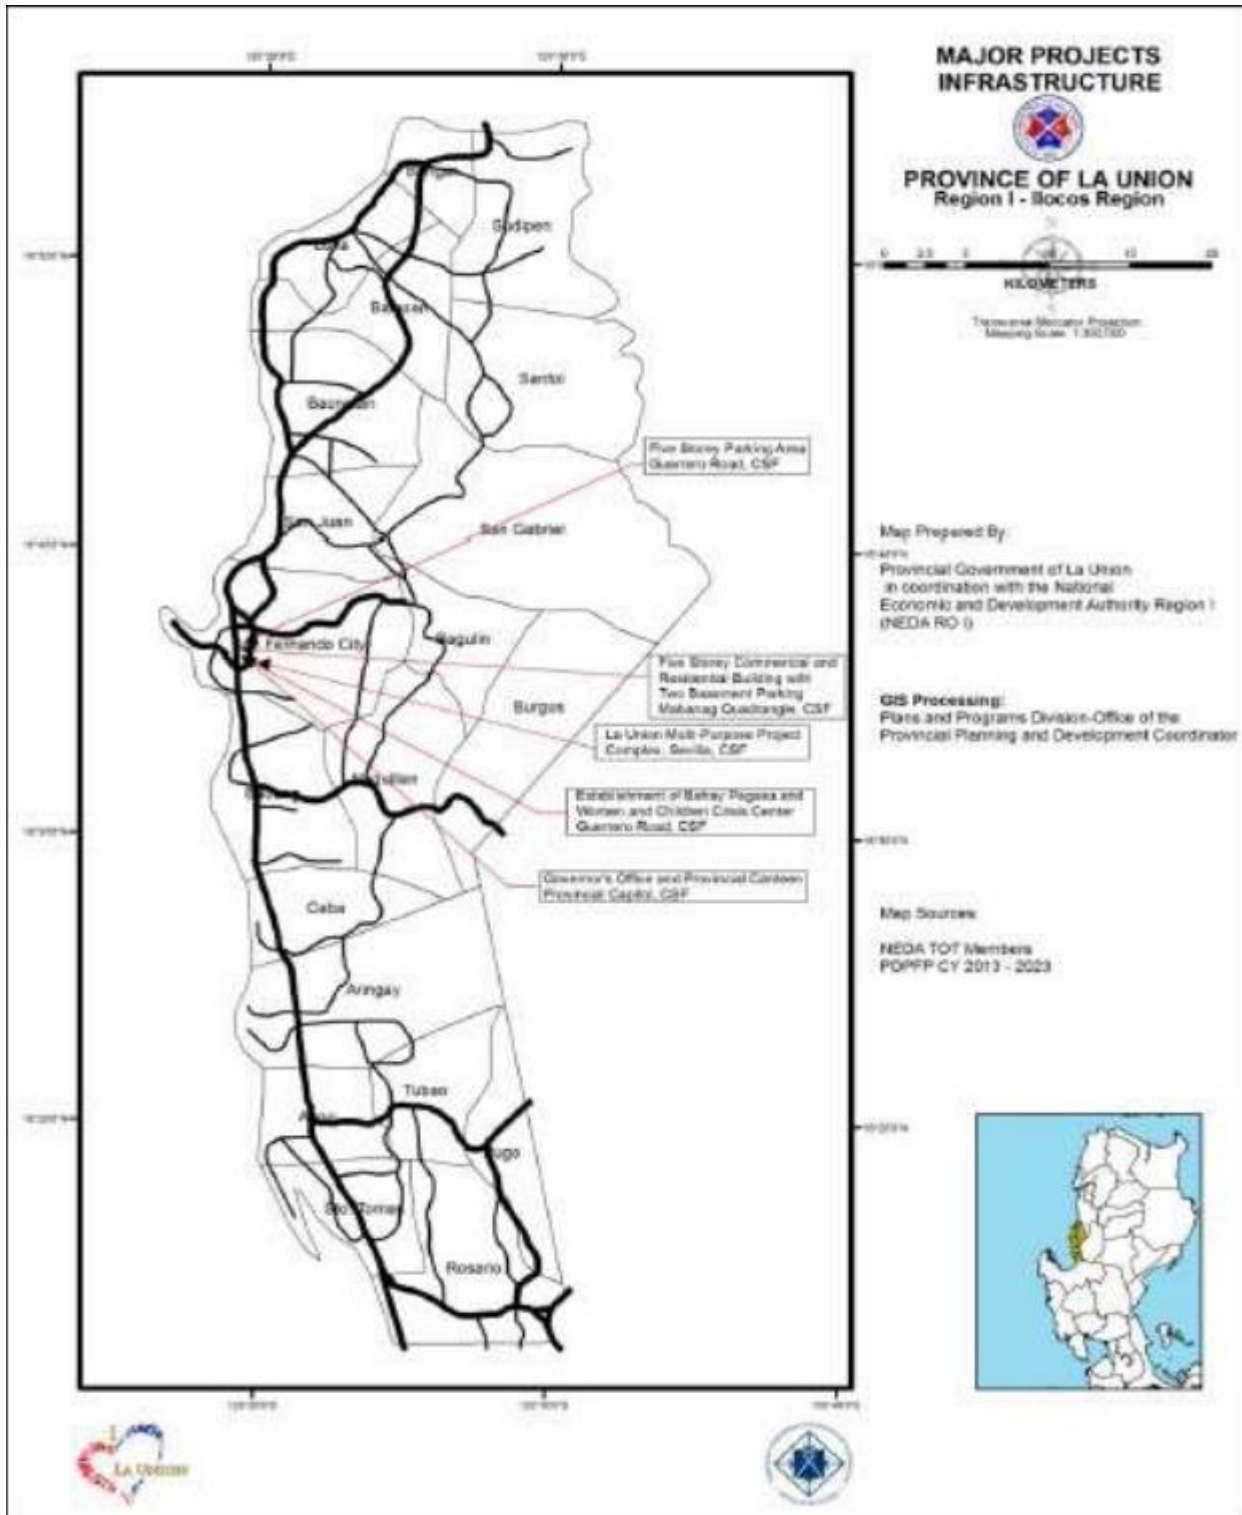 MAJOR PROJECTS
INFRASTRUCTURE
PROVINCE OF LA UNION
Region I - Ilocos Region
KILOMETERS
Transverse Mercator Projection
Sudipen
Santol
Five Storey Parking Area
Guerrero Road, CSF
San Juan
San Gabriel
Map Prepared By:
Provincial Government of La Union
in coordination with the National
Economic and Development Authority Region I
(NEDA RO I)
Fernando City
Bagulin
Five Storey Commercial and
Residential Building with
Two Basement Parking
Mabanag Quadrangle, CSF
Burgos
GIS Processing:
Plans and Programs Division-Office of the
Provincial Planning and Development Coordinator
La Union Multi-Purpose Project
Complex, Sevilla, CSF
Establishment of Bahay Pagasa and
Women and Children Crisis Center
Guerrero Road, CSF
Governor's Office and Provincial Canteen
Provincial Capitol, CSF
Caba
Map Sources:
NEDA TOT Members
PDPFP CY 2013 - 2023
Aringay
Tubao
Sto. Tomas
Rosario
LA UNION